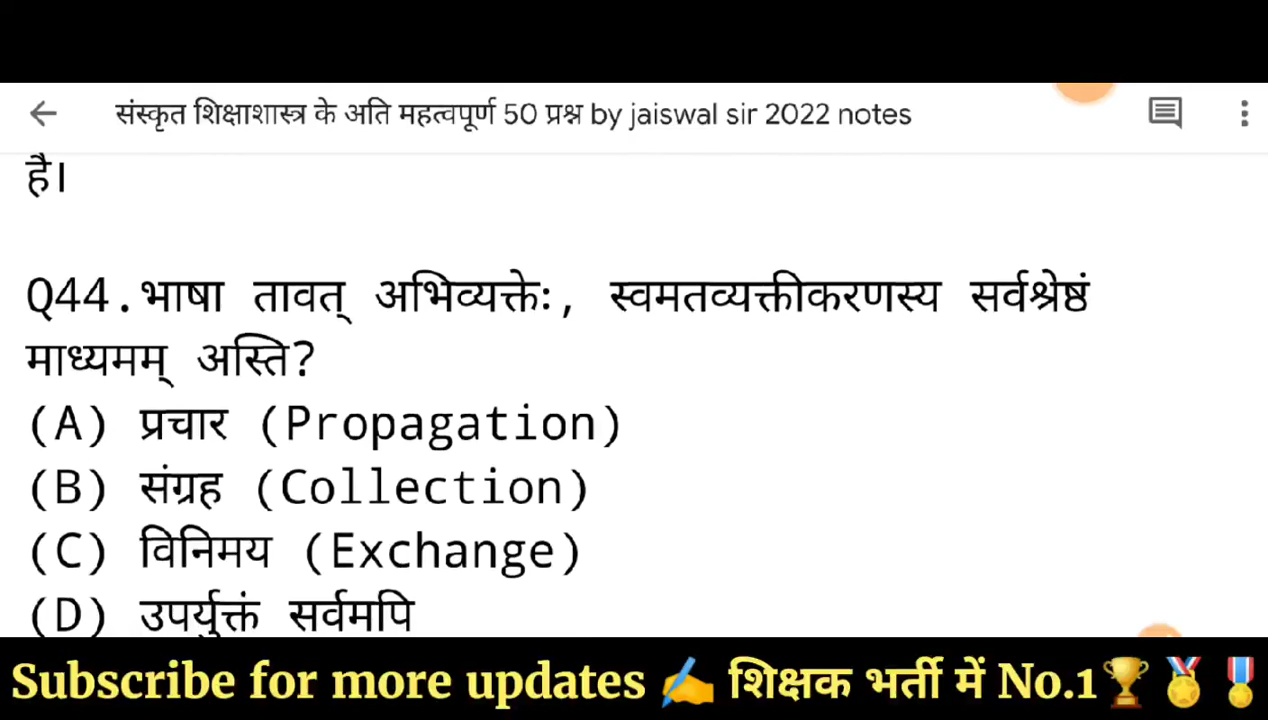 संस्कृत शिक्षाशास्त्र के अति महत्वपूर्ण 50 प्रश्न by jaiswal sir 2022 notes
है।
Q44.भाषा तावत् अभिव्यक्तेः, स्वमतव्यक्तीकरणस्य सर्वश्रेष्ठं
माध्यमम् अस्ति?
(A) प्रचार (Propagation)
(B) संग्रह (Collection)
(C) विनिमय (Exchange)
(D) उपर्युक्तं सर्वमपि
Subscribe for more updates ✍️ शिक्षक भर्ती में No.1🏆🏅🎖️